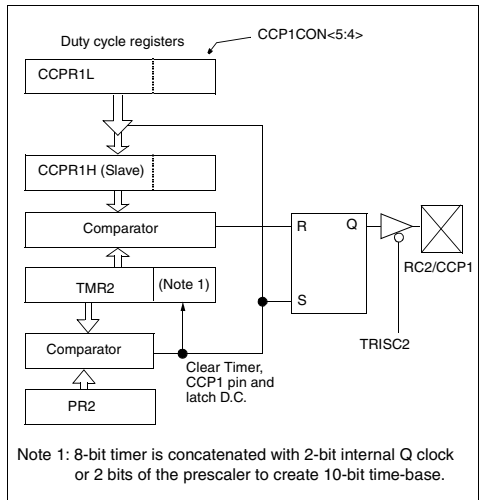 Duty cycle registers
CCP1CON<5:4>
CCPR1L
CCPR1H (Slave)
Comparator
R
Q
RC2/CCP1
TMR2
(Note 1)
S
TRISC2
Comparator
Clear Timer,
CCP1 pin and
latch D.C.
PR2
Note 1: 8-bit timer is concatenated with 2-bit internal Q clock
or 2 bits of the prescaler to create 10-bit time-base.